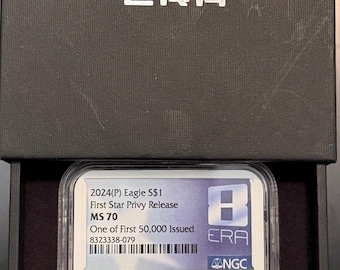 ERA
2024(P) Eagle S$1
First Star Privy Release
MS 70
One of First 50,000 Issued
8323338-079
ERA
NGC